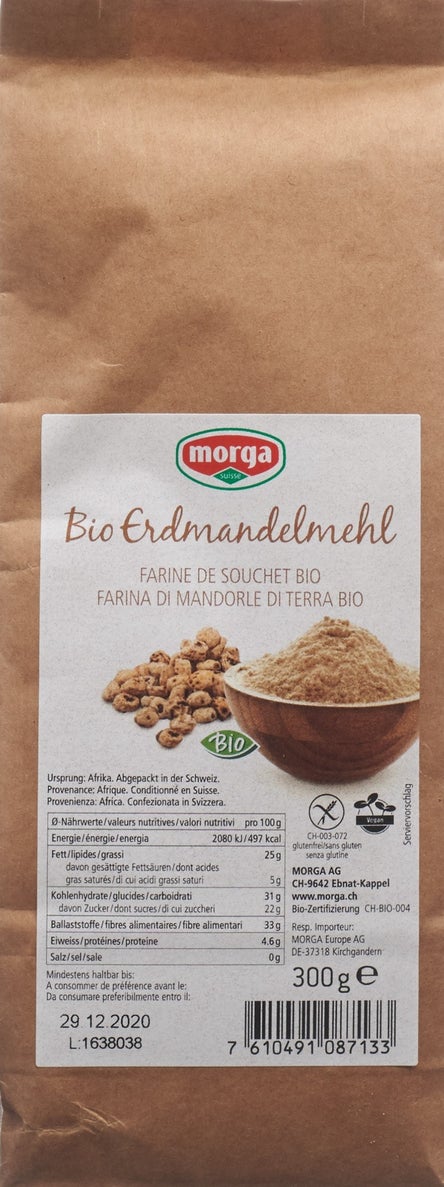 morga
suisse
Bio Erdmandelmehl
FARINE DE SOUCHET BIO
FARINA DI MANDORLE DI TERRA BIO
Bio
Ursprung: Afrika. Abgepackt in der Schweiz.
Provenance: Afrique. Conditionné en Suisse.
Provenienza: Africa. Confezionata in Svizzera.
Ø-Nährwerte/valeurs nutritives/valori nutritivi pro 100g
Energie/énergie/energia 2080 kJ/497 kcal
Fett/lipides/grassi 25g
davon gesättigte Fettsäuren/dont acides
gras saturés/di cui acidi grassi saturi 5g
Kohlenhydrate/glucides/carboidrati 31g
davon Zucker/dont sucres/di cui zuccheri 22g
Ballaststoffe/fibres alimentaires/fibre alimentari 33g
Eiweiss/protéines/proteine 4.6g
Salz/sel/sale 0g
Mindestens haltbar bis:
A consommer de préférence avant le:
Da consumare preferibilmente entro il:
29.12.2020
L:1638038
CH-003-072
glutenfrei/sans gluten
senza glutine
Vegan
Serviervorschlag
MORGA AG
CH-9642 Ebnat-Kappel
www.morga.ch
Bio-Zertifizierung CH-BIO-004
Resp. Importeur:
MORGA Europe AG
DE-37318 Kirchgandern
300g e
7 610491 087133